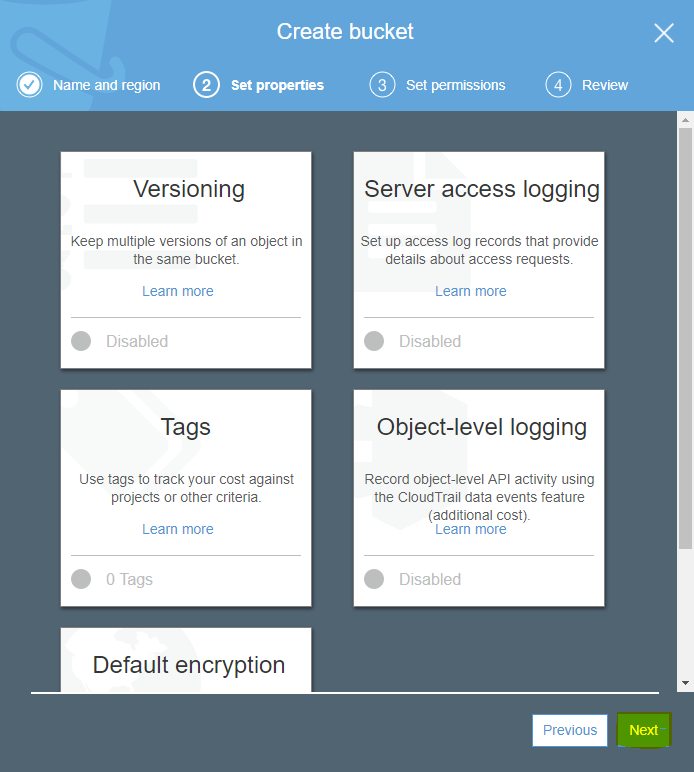 Create bucket
Name and region
2 Set properties
3 Set permissions
4 Review
Versioning
Keep multiple versions of an object in
the same bucket.
Learn more
Disabled
Server access logging
Set up access log records that provide
details about access requests.
Learn more
Disabled
Tags
Use tags to track your cost against
projects or other criteria.
Learn more
0 Tags
Object-level logging
Record object-level API activity using
the CloudTrail data events feature
(additional cost).
Learn more
Disabled
Default encryption
Previous
Next